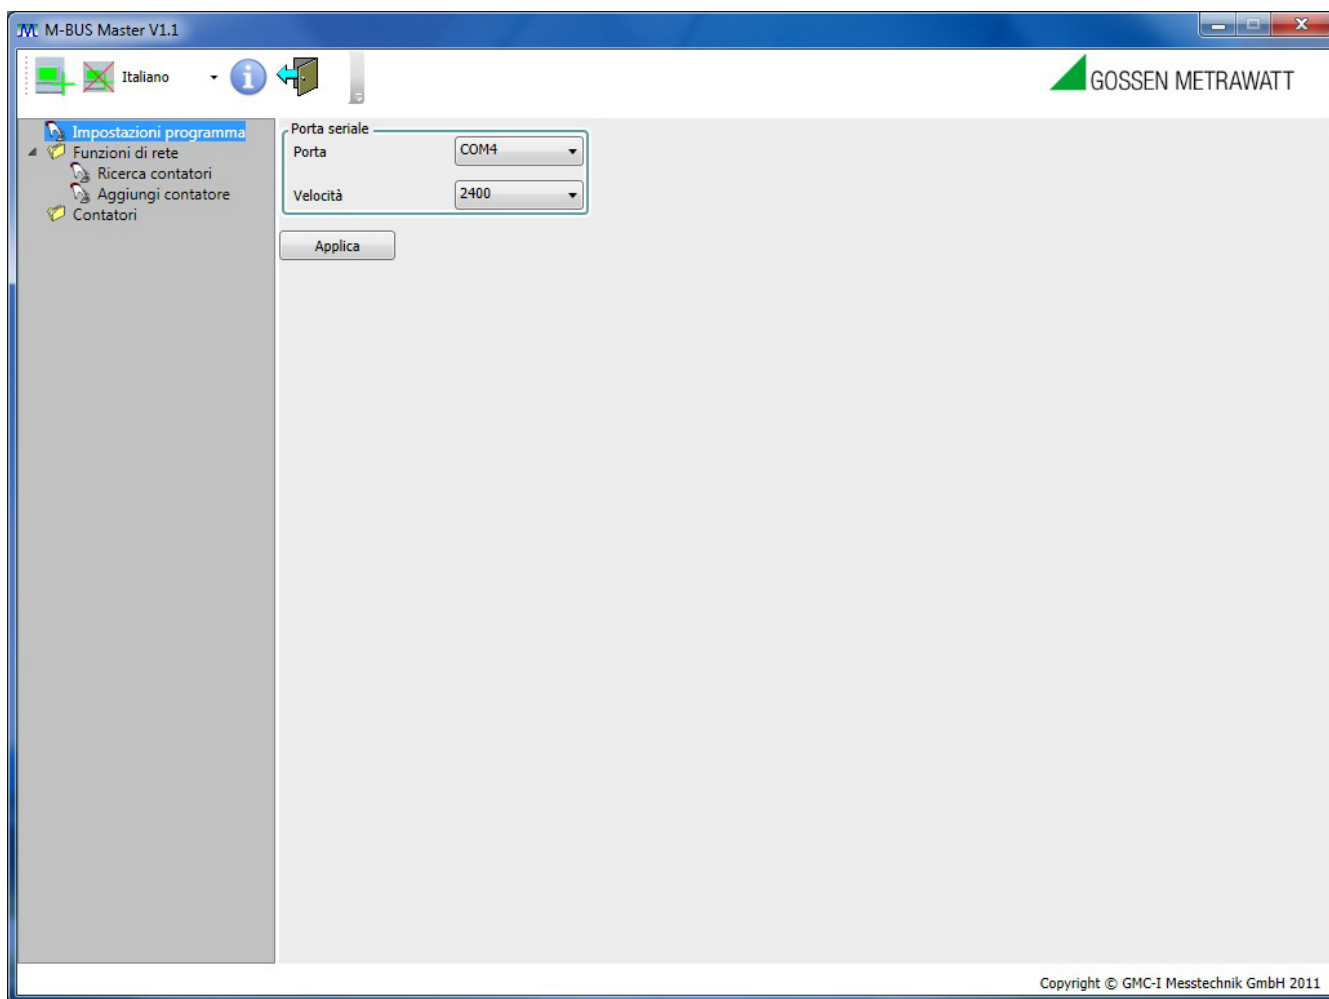 M-BUS Master V1.1
Italiano
GOSSEN METRAWATT
Impostazioni programma
Funzioni di rete
Ricerca contatori
Aggiungi contatore
Contatori
Porta seriale
Porta COM4
Velocità 2400
Applica
Copyright © GMC-I Messtechnik GmbH 2011